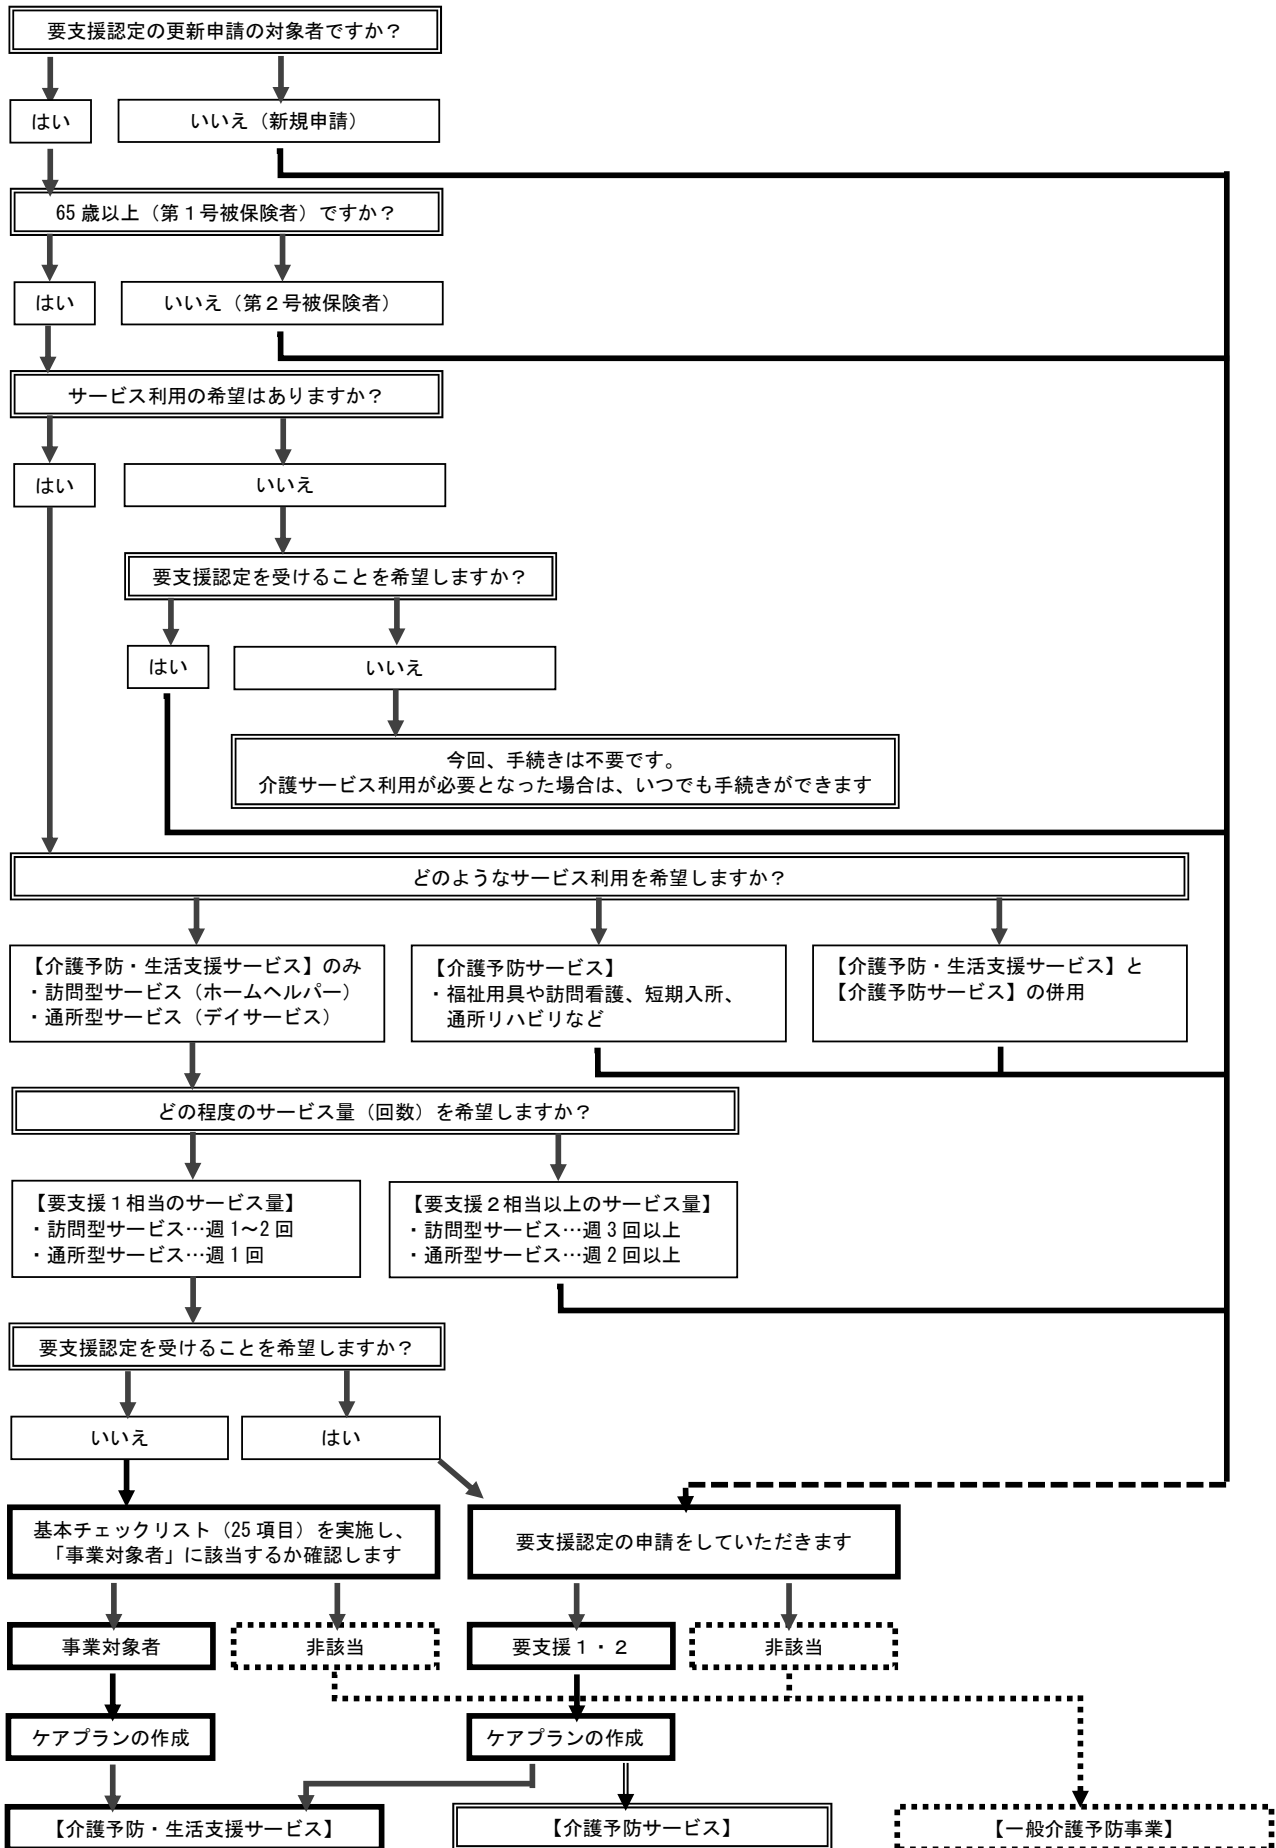 要支援認定の更新申請の対象者ですか？
はい
いいえ（新規申請）
65 歳以上（第１号被保険者）ですか？
はい
いいえ（第２号被保険者）
サービス利用の希望はありますか？
はい
いいえ
要支援認定を受けることを希望しますか？
はい
いいえ
今回、手続きは不要です。
介護サービス利用が必要となった場合は、いつでも手続きができます
どのようなサービス利用を希望しますか？
【介護予防・生活支援サービス】のみ
・訪問型サービス（ホームヘルパー）
・通所型サービス（デイサービス）
【介護予防サービス】
・福祉用具や訪問看護、短期入所、
通所リハビリなど
【介護予防・生活支援サービス】と
【介護予防サービス】の併用
どの程度のサービス量（回数）を希望しますか？
【要支援１相当のサービス量】
・訪問型サービス…週 1～2 回
・通所型サービス…週 1 回
【要支援２相当以上のサービス量】
・訪問型サービス…週 3 回以上
・通所型サービス…週 2 回以上
要支援認定を受けることを希望しますか？
いいえ
はい
基本チェックリスト（25 項目）を実施し、
「事業対象者」に該当するか確認します
要支援認定の申請をしていただきます
事業対象者
非該当
要支援１・２
非該当
ケアプランの作成
ケアプランの作成
【介護予防・生活支援サービス】
【介護予防サービス】
【一般介護予防事業】